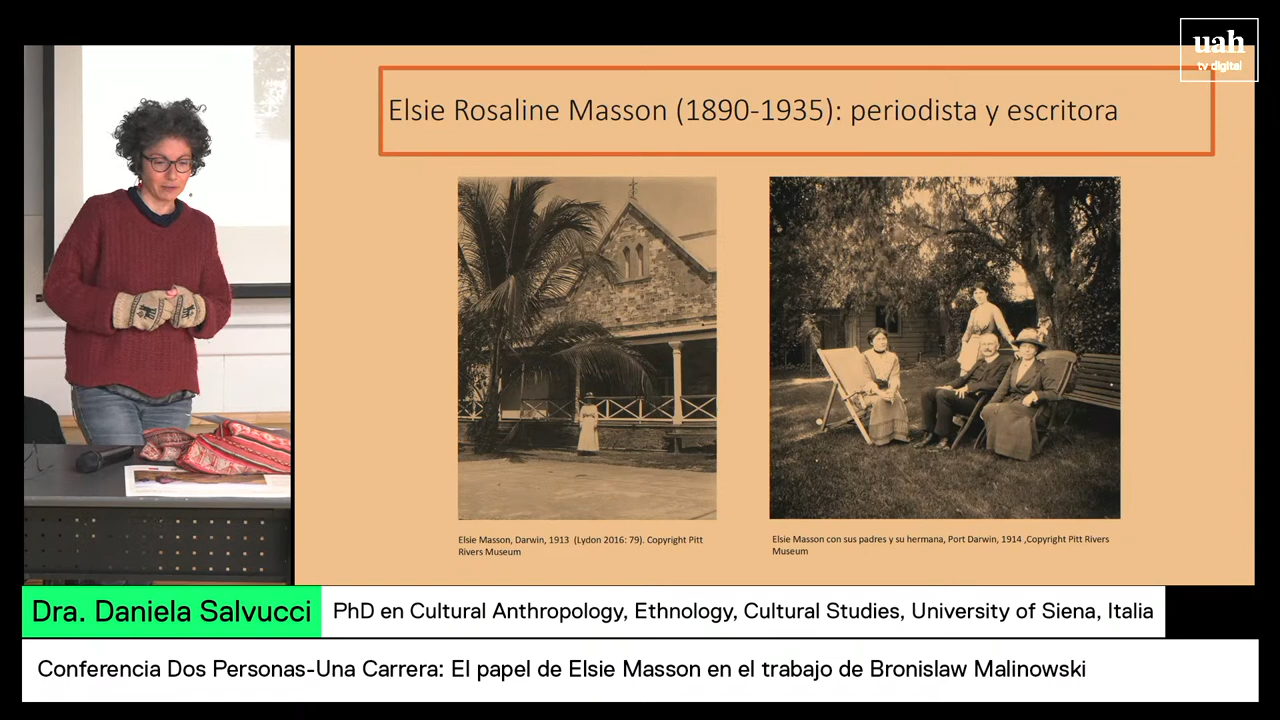 uah
tv digital
Elsie Rosaline Masson (1890-1935): periodista y escritora
Elsie Masson, Darwin, 1913 (Lydon 2016: 79). Copyright Pitt
Rivers Museum
Elsie Masson con sus padres y su hermana, Port Darwin, 1914 ,Copyright Pitt Rivers
Museum
Dra. Daniela Salvucci
PhD en Cultural Anthropology, Ethnology, Cultural Studies, University of Siena, Italia
Conferencia Dos Personas-Una Carrera: El papel de Elsie Masson en el trabajo de Bronislaw Malinowski